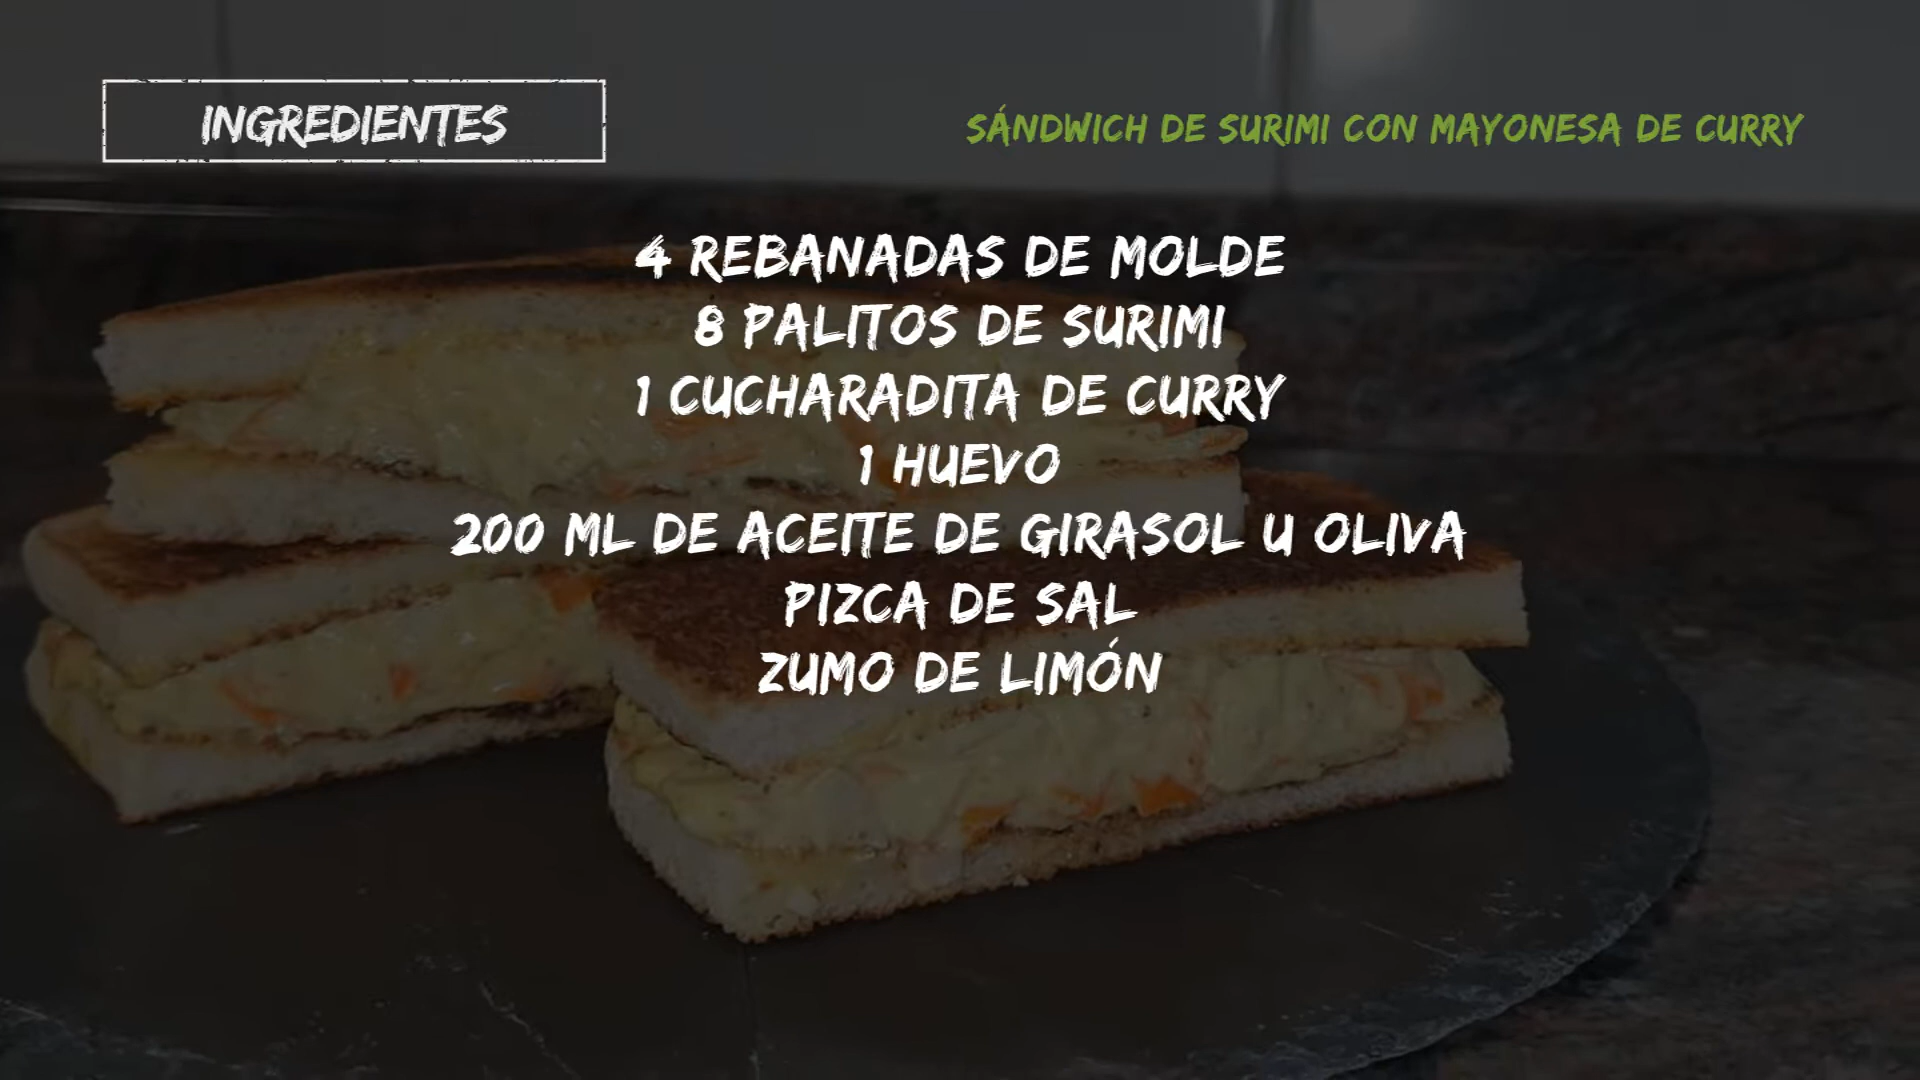 INGREDIENTES
SÁNDWICH DE SURIMI CON MAYONESA DE CURRY
4 REBANADAS DE MOLDE
8 PALITOS DE SURIMI
1 CUCHARADITA DE CURRY
1 HUEVO
200 ML DE ACEITE DE GIRASOL U OLIVA
PIZCA DE SAL
ZUMO DE LIMÓN